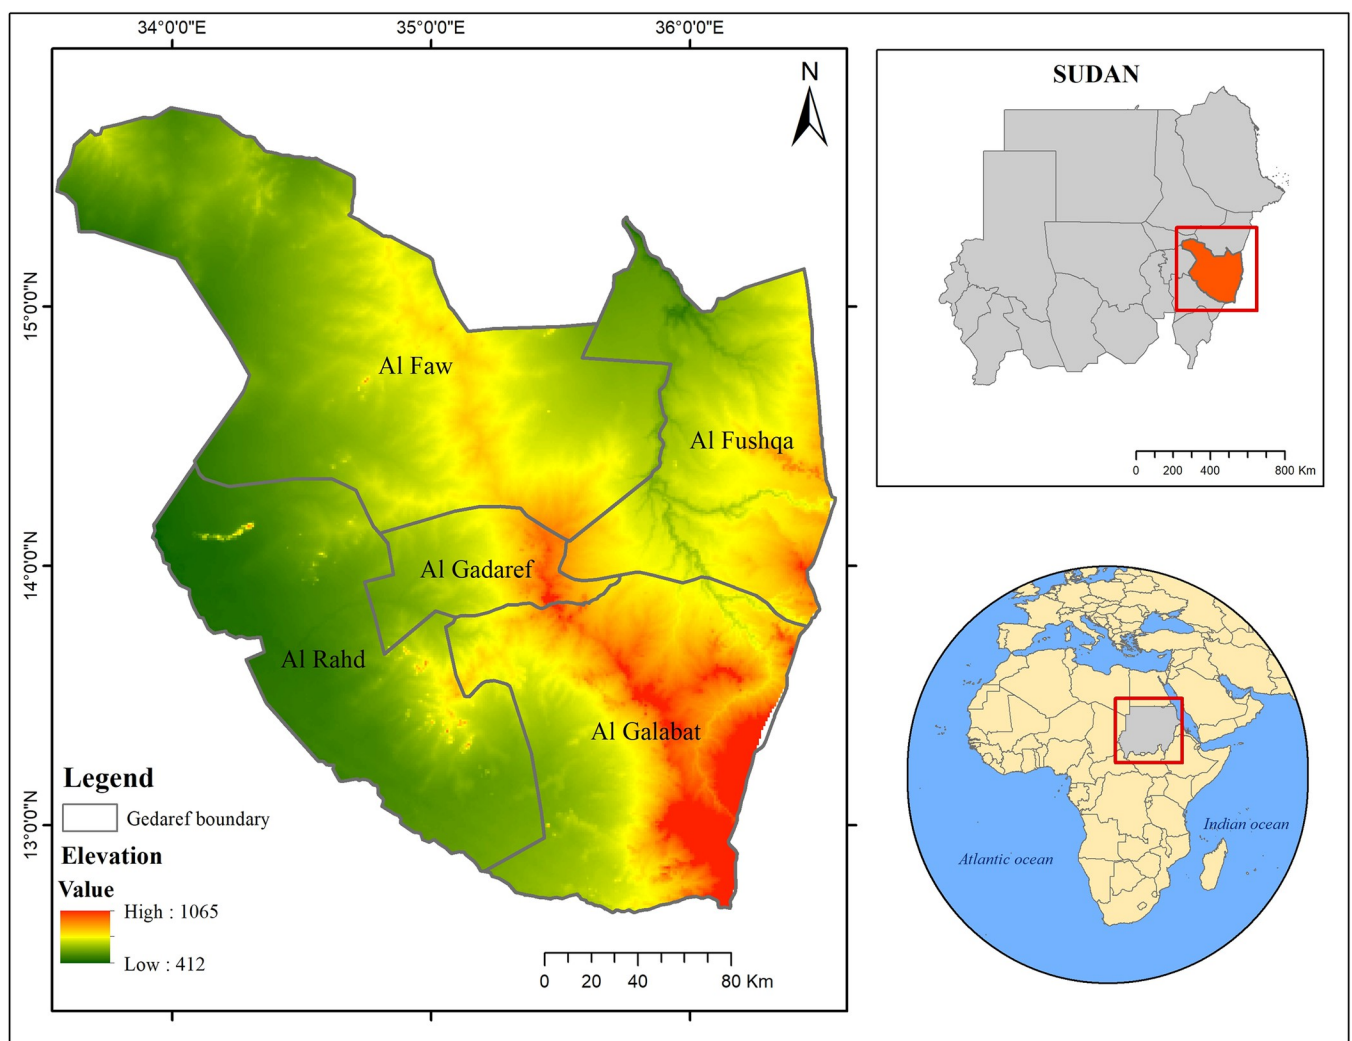 34°0'0"E
35°0'0"E
36°0'0"E
N
15°0'0"N
14°0'0"N
13°0'0"N
Al Faw
Al Fushqa
Al Gadaref
Al Rahd
Al Galabat
Legend
Gedaref boundary
Elevation
Value
High : 1065
Low : 412
0 20 40 80 Km
SUDAN
0 200 400 800 Km
Indian ocean
Atlantic ocean